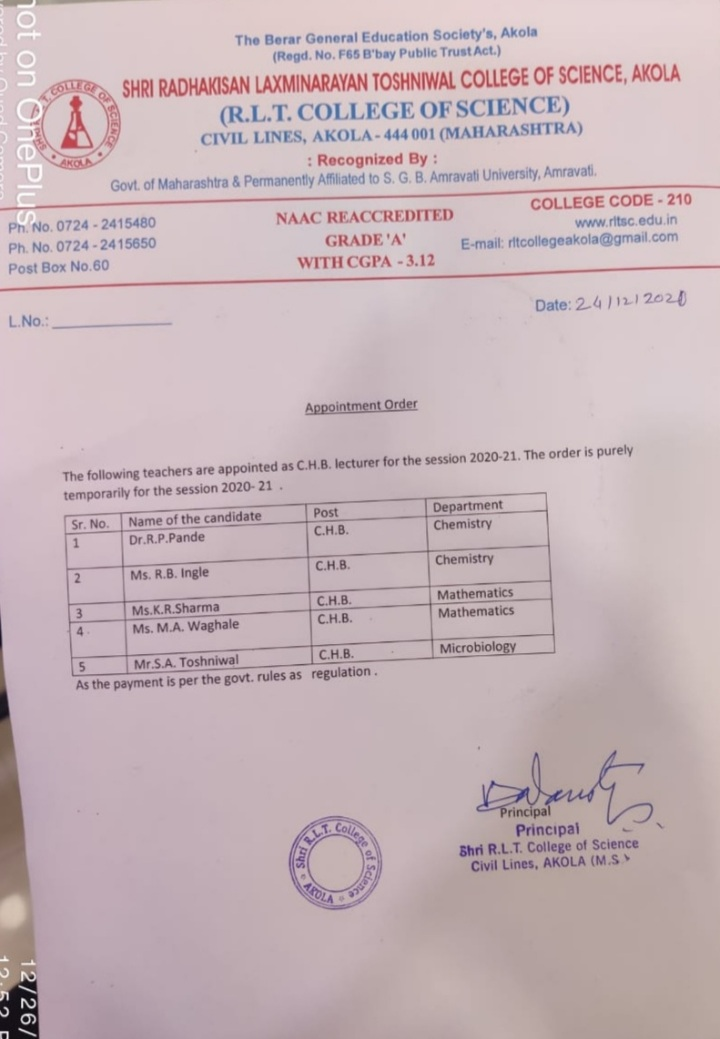 The Berar General Education Society's, Akola
(Regd. No. F65 B'bay Public Trust Act.)
SHRI RADHAKISAN LAXMINARAYAN TOSHNIWAL COLLEGE OF SCIENCE, AKOLA
(R.L.T. COLLEGE OF SCIENCE)
CIVIL LINES, AKOLA - 444 001 (MAHARASHTRA)
: Recognized By :
Govt. of Maharashtra & Permanently Affiliated to S. G. B. Amravati University, Amravati.
COLLEGE OF SCIENCE
AKOLA
Ph. No. 0724 - 2415480
Ph. No. 0724 - 2415650
Post Box No.60
NAAC REACCREDITED
GRADE 'A'
WITH CGPA - 3.12
COLLEGE CODE - 210
www.rltsc.edu.in
E-mail: rltcollegeakola@gmail.com
L.No.:
Date: 24/12/2020
Appointment Order
The following teachers are appointed as C.H.B. lecturer for the session 2020-21. The order is purely
temporarily for the session 2020- 21 .
Sr. No. Name of the candidate Post Department
1 Dr.R.P.Pande C.H.B. Chemistry
2 Ms. R.B. Ingle C.H.B. Chemistry
3 Ms.K.R.Sharma C.H.B. Mathematics
4 Ms. M.A. Waghale C.H.B. Mathematics
5 Mr.S.A. Toshniwal C.H.B. Microbiology
As the payment is per the govt. rules as regulation .
Principal
Principal
Shri R.L.T. College of Science
Civil Lines, AKOLA (M.S
Shri R.L.T. College of Science
AKOLA
hot on OnePlus
12/26/